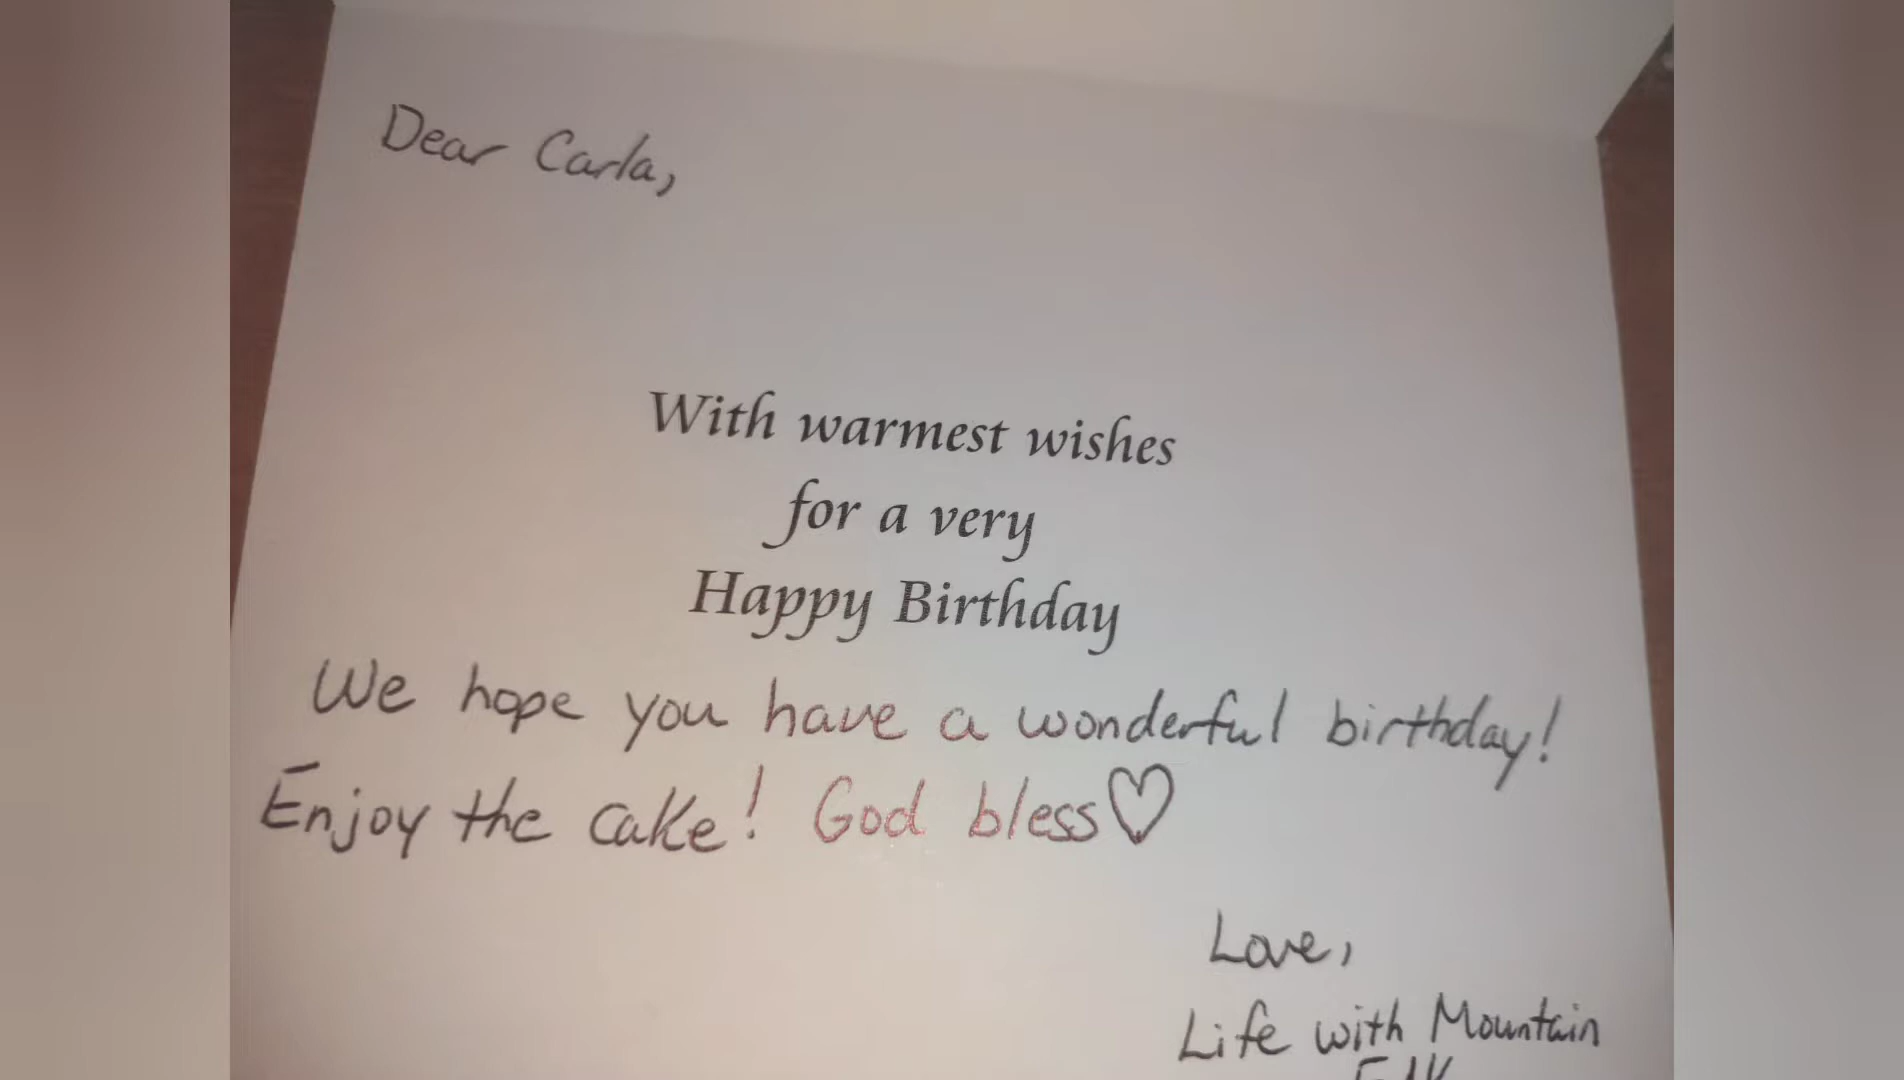 Dear Carla,
With warmest wishes
for a very
Happy Birthday
We hope you have a wonderful birthday!
Enjoy the cake! God bless♡
Love,
Life with Mountain